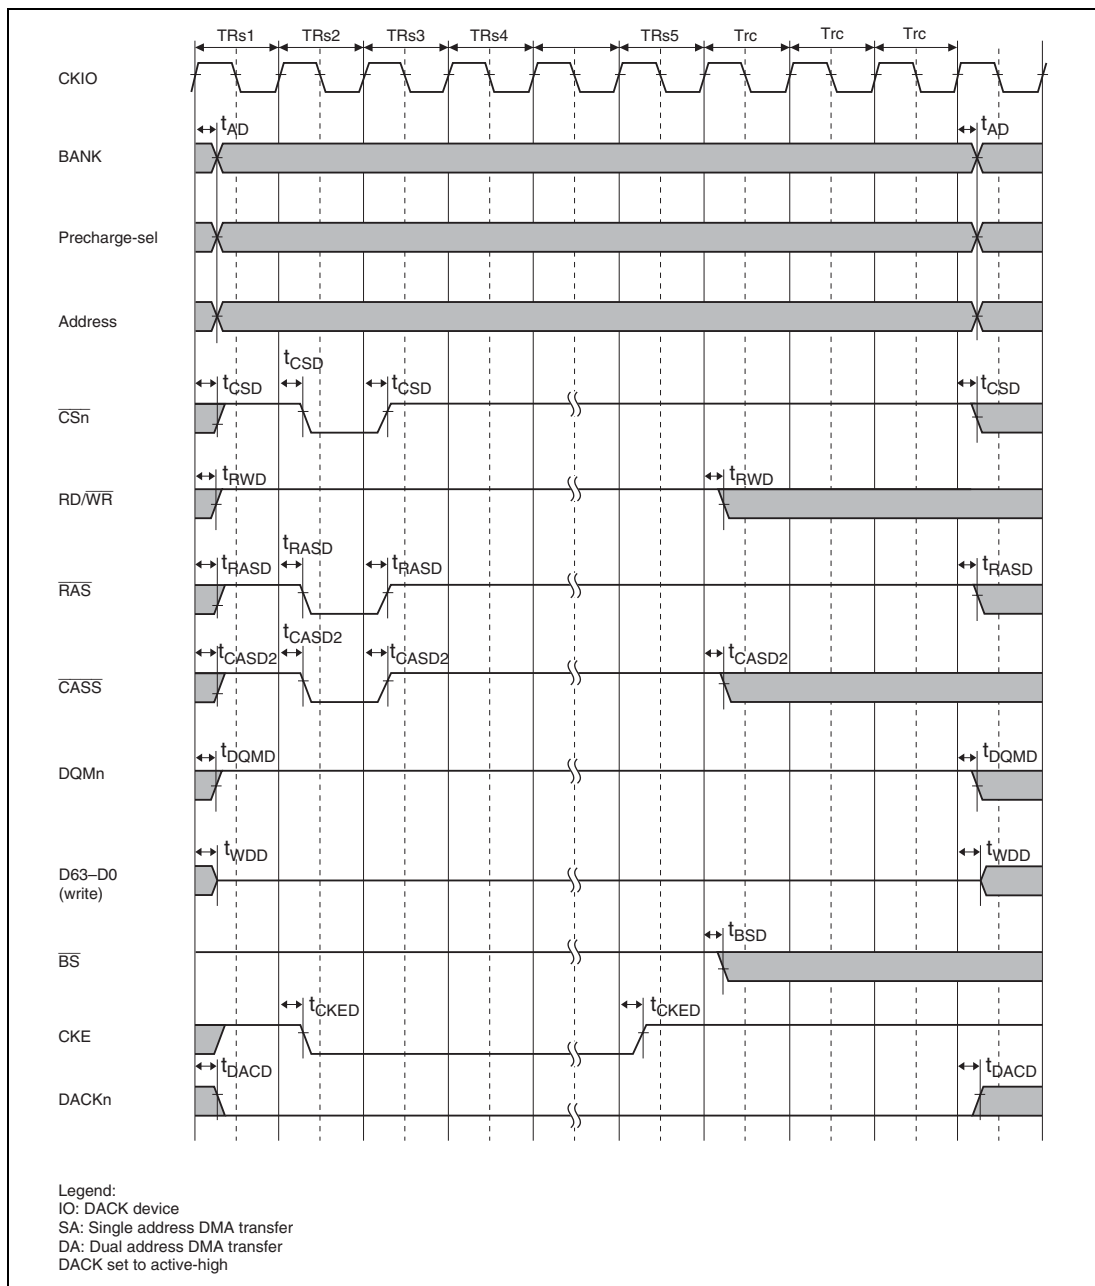 TRs1 TRs2 TRs3 TRs4 TRs5 Trc Trc Trc
CKIO
tAD tAD
BANK
Precharge-sel
Address
tCSD
tCSD tCSD tCSD
CSn
tRWD tRWD
RD/WR
tRASD
tRASD tRASD tRASD
RAS
tCASD2
tCASD2 tCASD2 tCASD2
CASS
tDQMD tDQMD
DQMn
tWDD tWDD
D63–D0
(write)
tBSD
BS
tCKED tCKED
CKE
tDACD tDACD
DACKn
Legend:
IO: DACK device
SA: Single address DMA transfer
DA: Dual address DMA transfer
DACK set to active-high